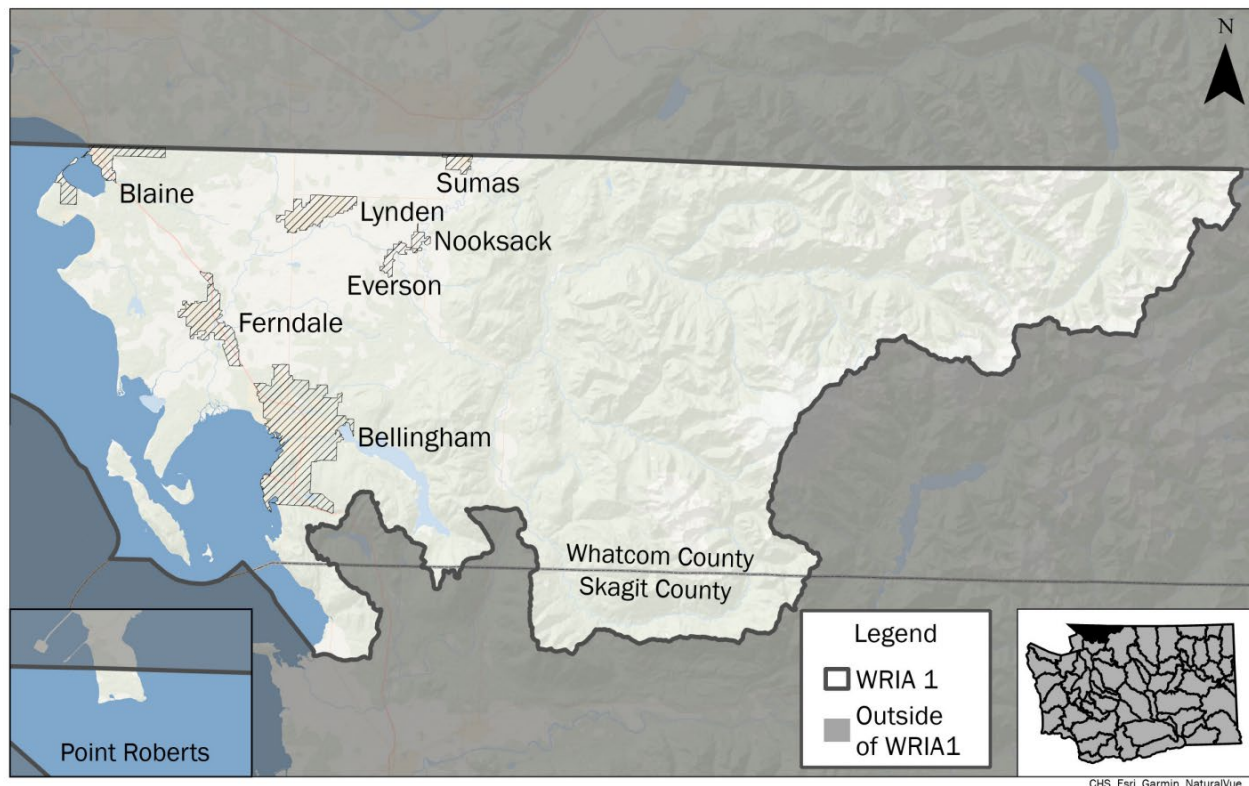 N
Blaine
Sumas
Lynden
Nooksack
Everson
Ferndale
Bellingham
Whatcom County
Skagit County
Point Roberts
Legend
WRIA 1
Outside
of WRIA1
CHS, Esri, Garmin, NaturalVue